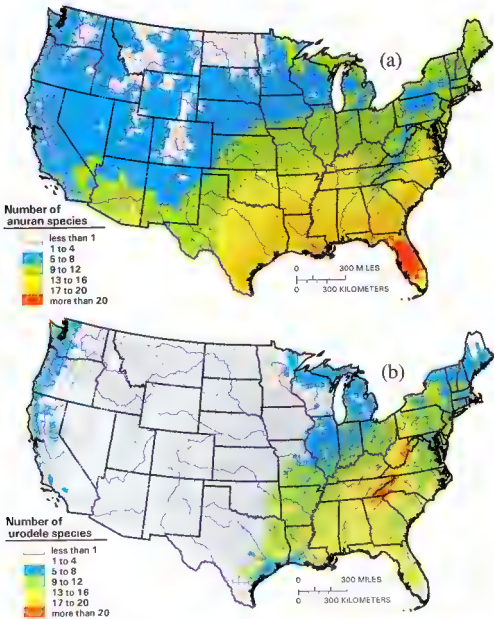 (a)
Number of
anuran species
less than 1
1 to 4
5 to 8
9 to 12
13 to 16
17 to 20
more than 20
0 300 MILES
0 300 KILOMETERS
(b)
Number of
urodele species
less than 1
1 to 4
5 to 8
9 to 12
13 to 16
17 to 20
more than 20
0 300 MILES
0 300 KILOMETERS